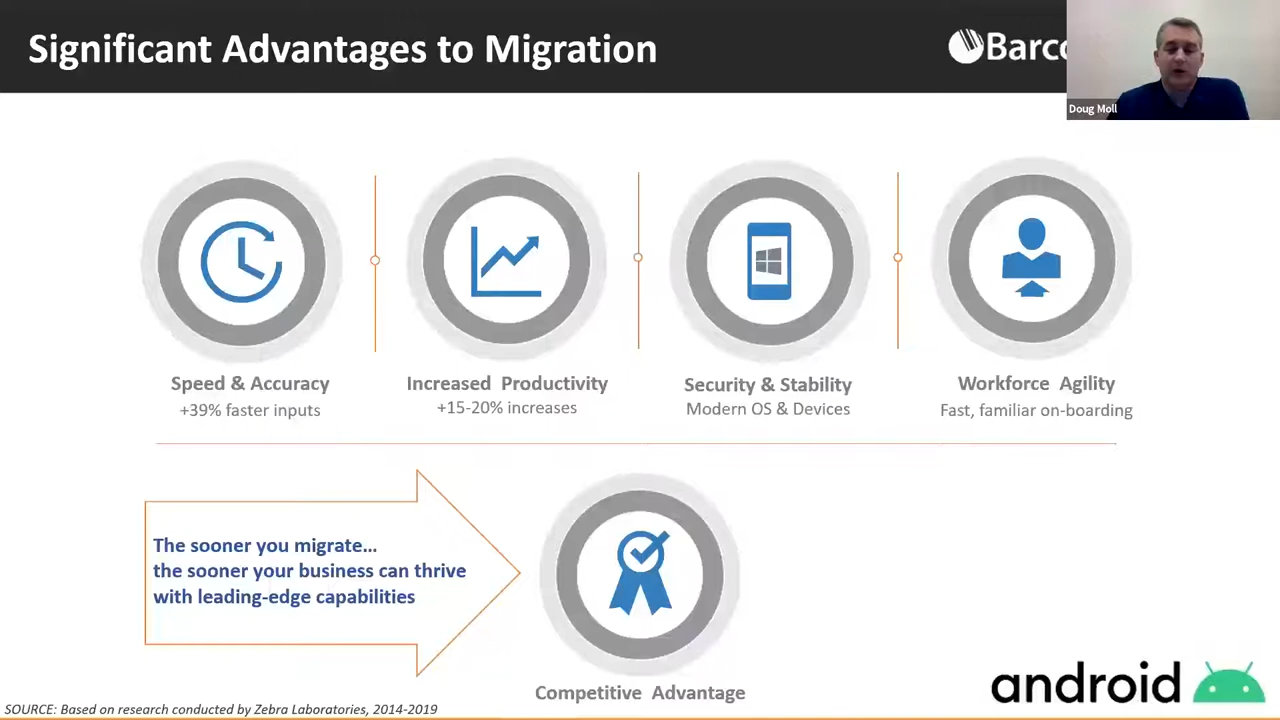 Significant Advantages to Migration
Barco
Doug Moll
Speed & Accuracy
+39% faster inputs
Increased Productivity
+15-20% increases
Security & Stability
Modern OS & Devices
Workforce Agility
Fast, familiar on-boarding
The sooner you migrate...
the sooner your business can thrive
with leading-edge capabilities
Competitive Advantage
android
SOURCE: Based on research conducted by Zebra Laboratories, 2014-2019